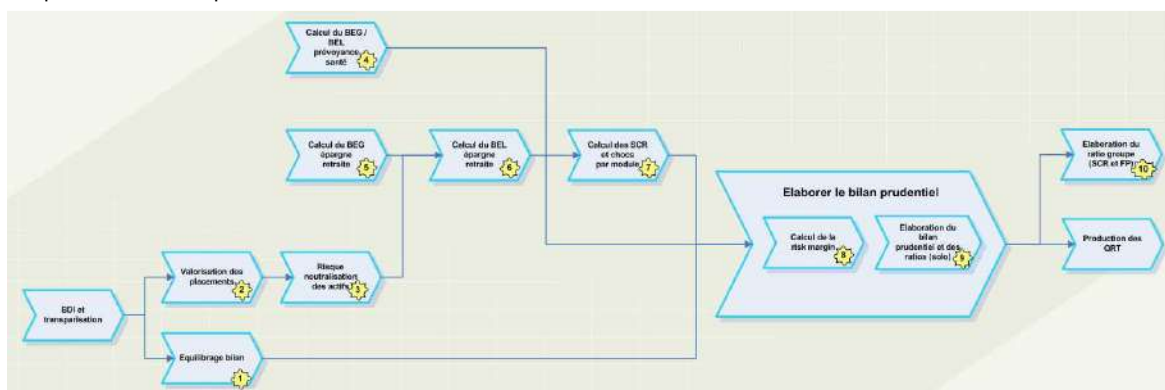 Calcul du BEG /
BEL
prévoyance
santé
4
Calcul du BEG
épargne
retraite
5
Calcul du BEL
épargne
retraite
6
Calcul des SCR
et chocs
par module
7
Elaborer le bilan prudentiel
Calcul de la
risk margin
8
Elaboration du
bilan
prudentiel et des
ratios (solo)
9
Elaboration du
ratio groupe
(SCR et FP)
10
Production des
QRT
Valorisation des
placements
2
Risque
neutralisation
des actifs
3
BDI et
transparisation
Equilibrage bilan
1